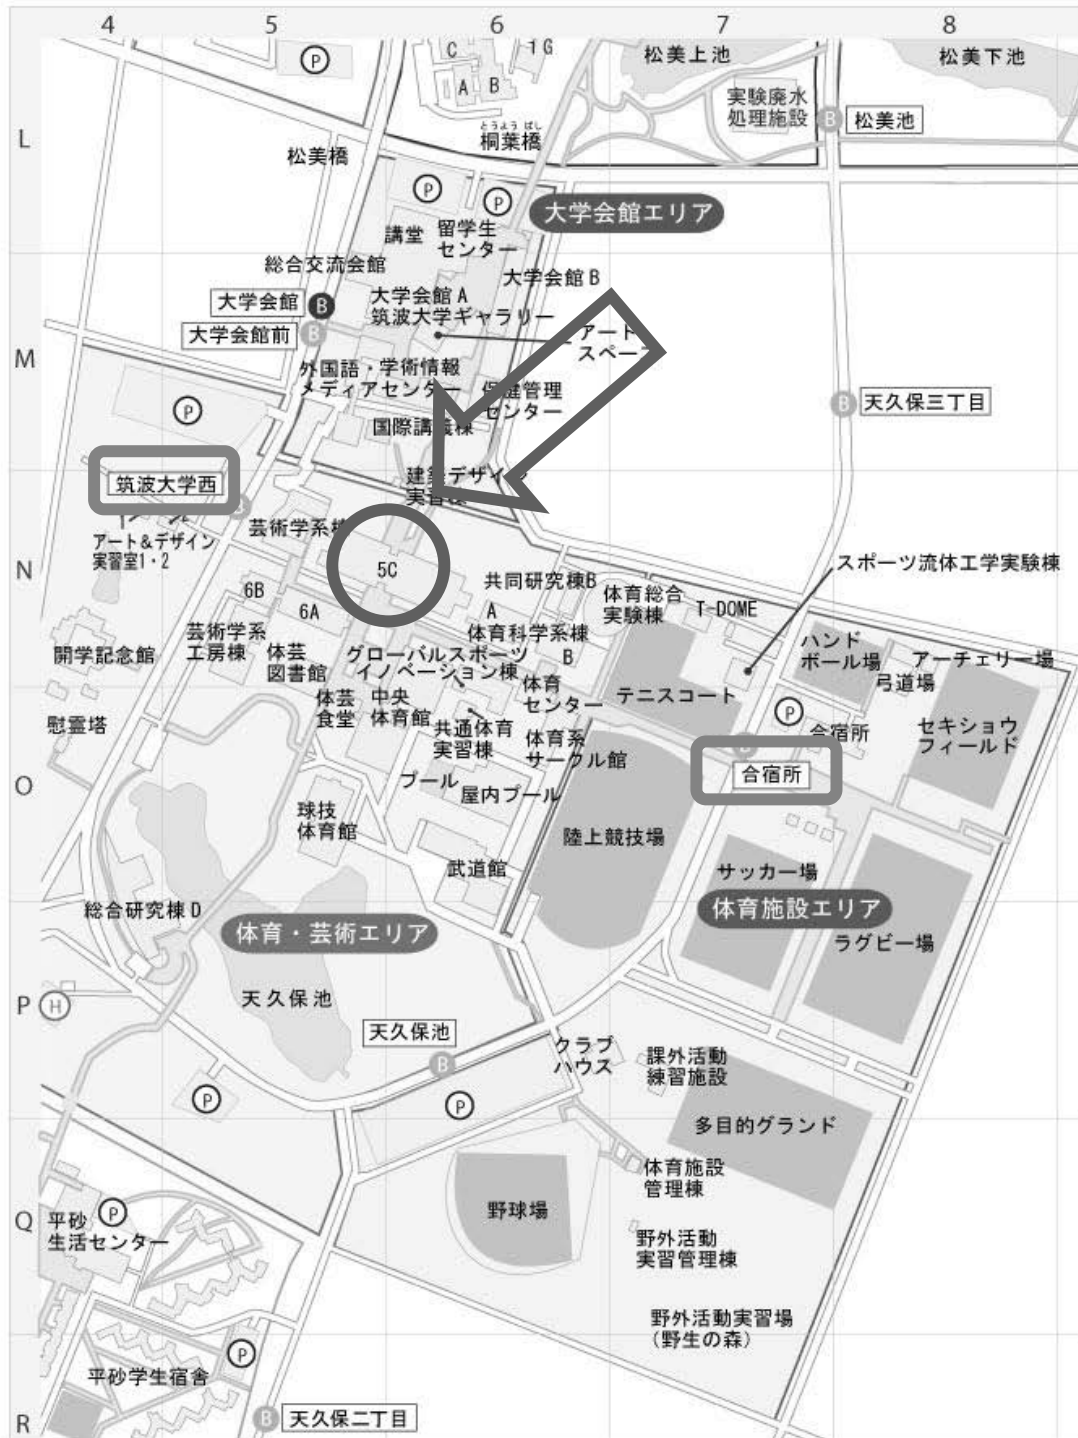 4
5
6
7
8
L
M
N
O
P
Q
R
P
C
1G
A
B
松美上池
松美下池
実験廃水
処理施設
B
松美池
とうよう ばし
桐葉橋
松美橋
P
P
大学会館エリア
講堂
留学生
センター
総合交流会館
大学会館B
大学会館
B
大学会館A
筑波大学ギャラリー
大学会館前
B
アート
スペース
外国語・学術情報
メディアセンター
保健管理
センター
B
天久保三丁目
P
国際講義棟
筑波大学西
B
建築デザイン
実習棟
芸術学系棟
アート&デザイン
実習室1・2
5C
共同研究棟B
スポーツ流体工学実験棟
6B
6A
A
体育総合
実験棟
T-DOME
芸術学系
工房棟
体芸
図書館
体育科学系棟
B
ハンド
ボール場
アーチェリー場
弓道場
開学記念館
グローバルスポーツ
イノベーション棟
体育
センター
テニスコート
慰霊塔
体芸
食堂
中央
体育館
P
共通体育
実習棟
体育系
サークル館
合宿所
セキショウ
フィールド
B
合宿所
プール
屋内プール
球技
体育館
陸上競技場
武道館
サッカー場
総合研究棟D
体育・芸術エリア
体育施設エリア
ラグビー場
H
天久保池
天久保池
B
クラブ
ハウス
課外活動
練習施設
P
P
多目的グランド
体育施設
管理棟
平砂
生活センター
P
野球場
野外活動
実習管理棟
野外活動実習場
（野生の森）
P
平砂学生宿舎
B
天久保二丁目